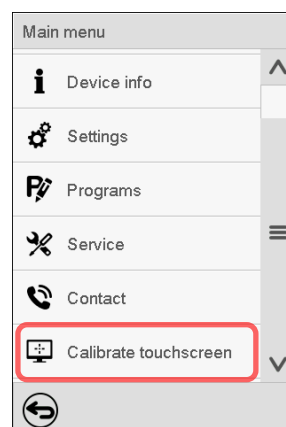 Main menu
Device info
Settings
Programs
Service
Contact
Calibrate touchscreen